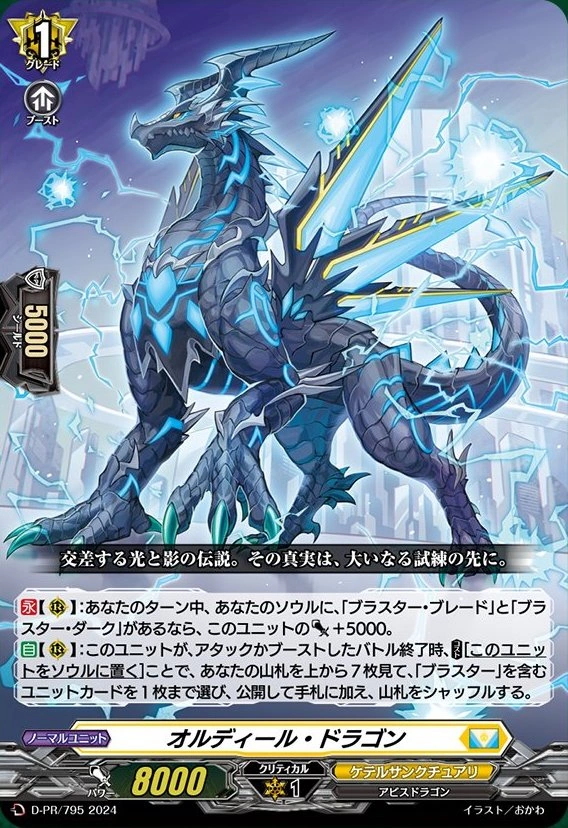 1
グレード
ブースト
5000
シールド
交差する光と影の伝説。その真実は、大いなる試練の先に。
永【R】:あなたのターン中、あなたのソウルに、「ブラスター・ブレード」と「ブラ
スター・ダーク」があるなら、このユニットの+5000。
自【R】:このユニットが、アタックかブーストしたバトル終了時、[このユニッ
トをソウルに置く]ことで、あなたの山札を上から7枚見て、「ブラスター」を含む
ユニットカードを1枚まで選び、公開して手札に加え、山札をシャッフルする。
ノーマルユニット
オルディール・ドラゴン
パワー
8000
クリティカル
1
ケテルサンクチュアリ
アビスドラゴン
D-PR/795 2024
イラスト/おかわ